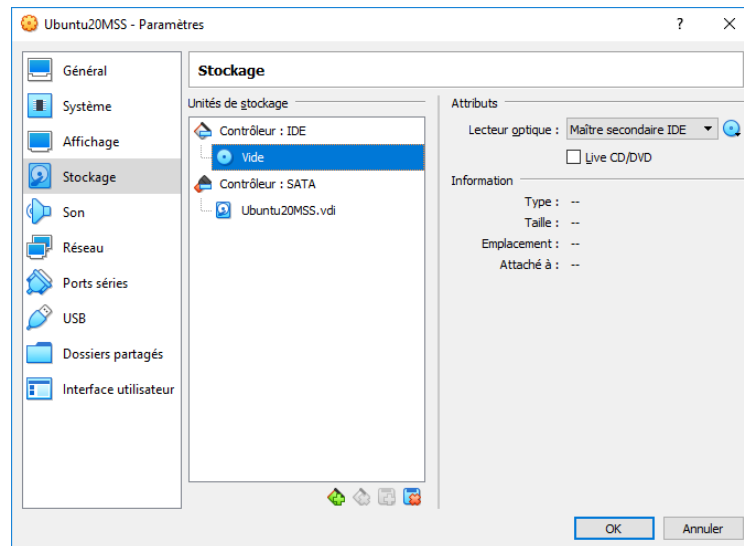 Ubuntu20MSS - Paramètres
Général
Système
Affichage
Stockage
Son
Réseau
Ports séries
USB
Dossiers partagés
Interface utilisateur
Stockage
Unités de stockage
Contrôleur : IDE
Vide
Contrôleur : SATA
Ubuntu20MSS.vdi
Attributs
Lecteur optique : Maître secondaire IDE
Live CD/DVD
Information
Type : --
Taille : --
Emplacement : --
Attaché à : --
OK
Annuler